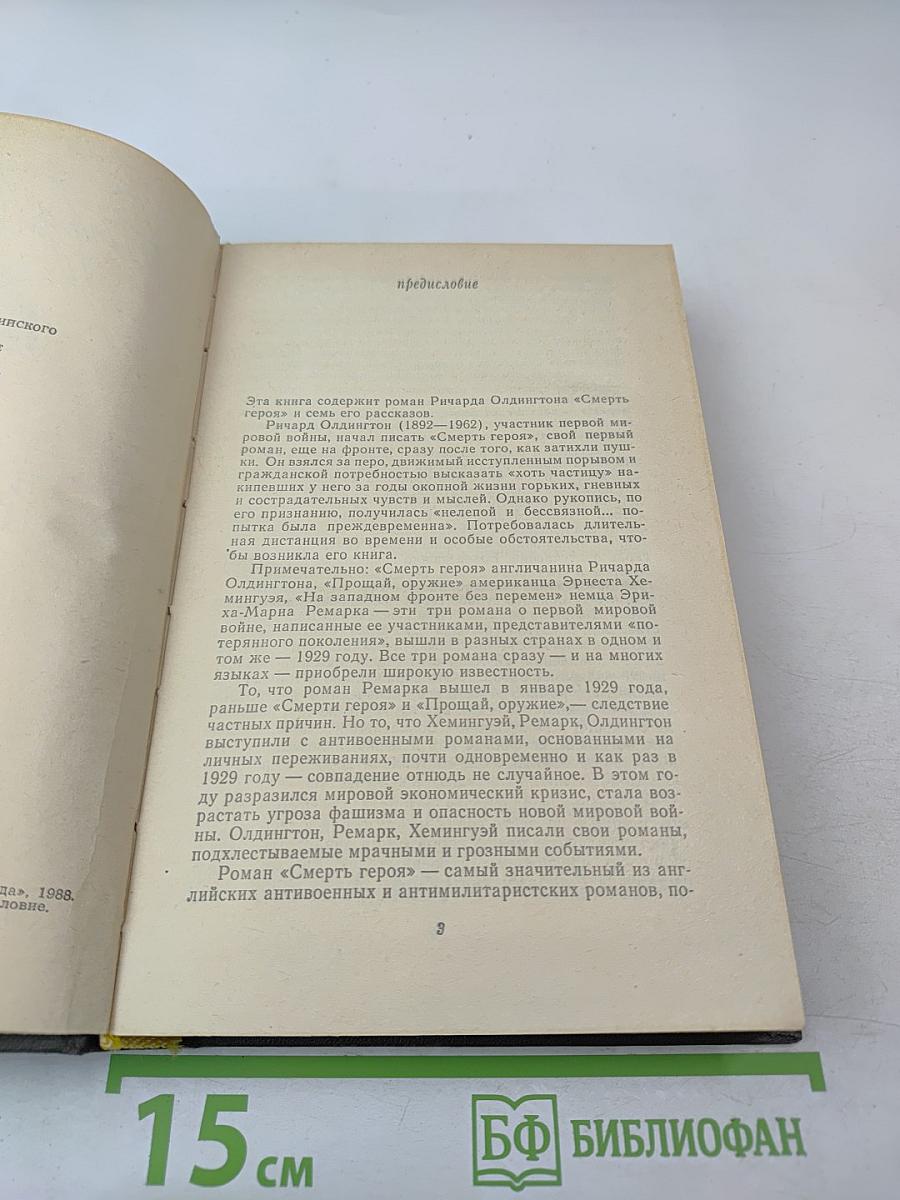 инского
да», 1988.
ловие.
предисловие
Эта книга содержит роман Ричарда Олдингтона «Смерть
героя» и семь его рассказов.
Ричард Олдингтон (1892—1962), участник первой ми-
ровой войны, начал писать «Смерть героя», свой первый
роман, еще на фронте, сразу после того, как затихли пуш-
ки. Он взялся за перо, движимый исступленным порывом и
гражданской потребностью высказать «хоть частицу» на-
кипевших у него за годы окопной жизни горьких, гневных
и сострадательных чувств и мыслей. Однако рукопись, по
его признанию, получилась «нелепой и бессвязной... по-
пытка была преждевременна». Потребовалась длитель-
ная дистанция во времени и особые обстоятельства, что-
бы возникла его книга.
Примечательно: «Смерть героя» англичанина Ричарда
Олдингтона, «Прощай, оружие» американца Эрнеста Хе-
мингуэя, «На западном фронте без перемен» немца Эри-
ха-Мариа Ремарка — эти три романа о первой мировой
войне, написанные ее участниками, представителями «по-
терянного поколения», вышли в разных странах в одном и
том же — 1929 году. Все три романа сразу — и на многих
языках — приобрели широкую известность.
То, что роман Ремарка вышел в январе 1929 года,
раньше «Смерти героя» и «Прощай, оружие»,— следствие
частных причин. Но то, что Хемингуэй, Ремарк, Олдингтон
выступили с антивоенными романами, основанными на
личных переживаниях, почти одновременно и как раз в
1929 году — совпадение отнюдь не случайное. В этом го-
ду разразился мировой экономический кризис, стала воз-
растать угроза фашизма и опасность новой мировой вой-
ны. Олдингтон, Ремарк, Хемингуэй писали свои романы,
подхлестываемые мрачными и грозными событиями.
Роман «Смерть героя» — самый значительный из анг-
лийских антивоенных и антимилитаристских романов, по-
3
15 см
БФ БИБЛИОФАН